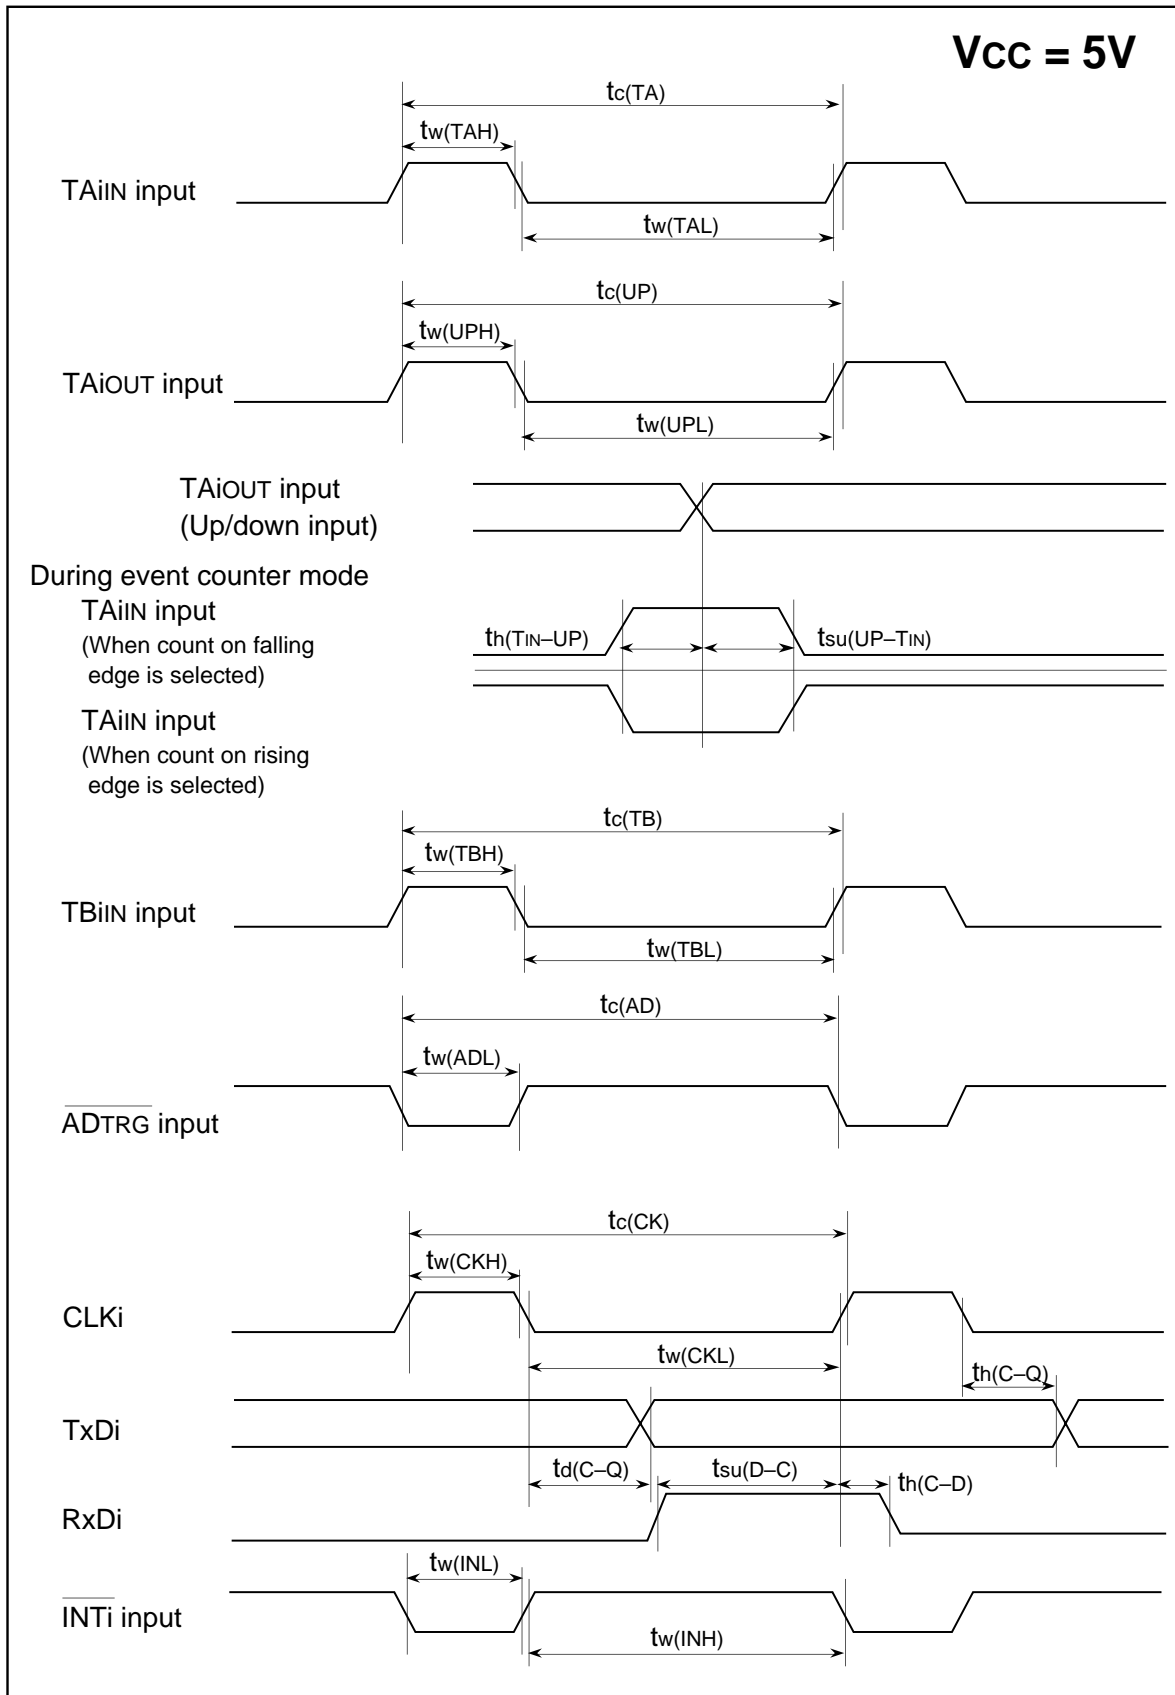 VCC = 5V
tc(TA)
tw(TAH)
TAiIN input
tw(TAL)
tc(UP)
tw(UPH)
TAiOUT input
tw(UPL)
TAiOUT input
(Up/down input)
During event counter mode
TAiIN input
(When count on falling
edge is selected)
th(TIN–UP)
tsu(UP–TIN)
TAiIN input
(When count on rising
edge is selected)
tc(TB)
tw(TBH)
TBiIN input
tw(TBL)
tc(AD)
tw(ADL)
ADTRG input
tc(CK)
tw(CKH)
CLKi
tw(CKL)
th(C–Q)
TxDi
td(C–Q)
tsu(D–C)
th(C–D)
RxDi
tw(INL)
INTi input
tw(INH)